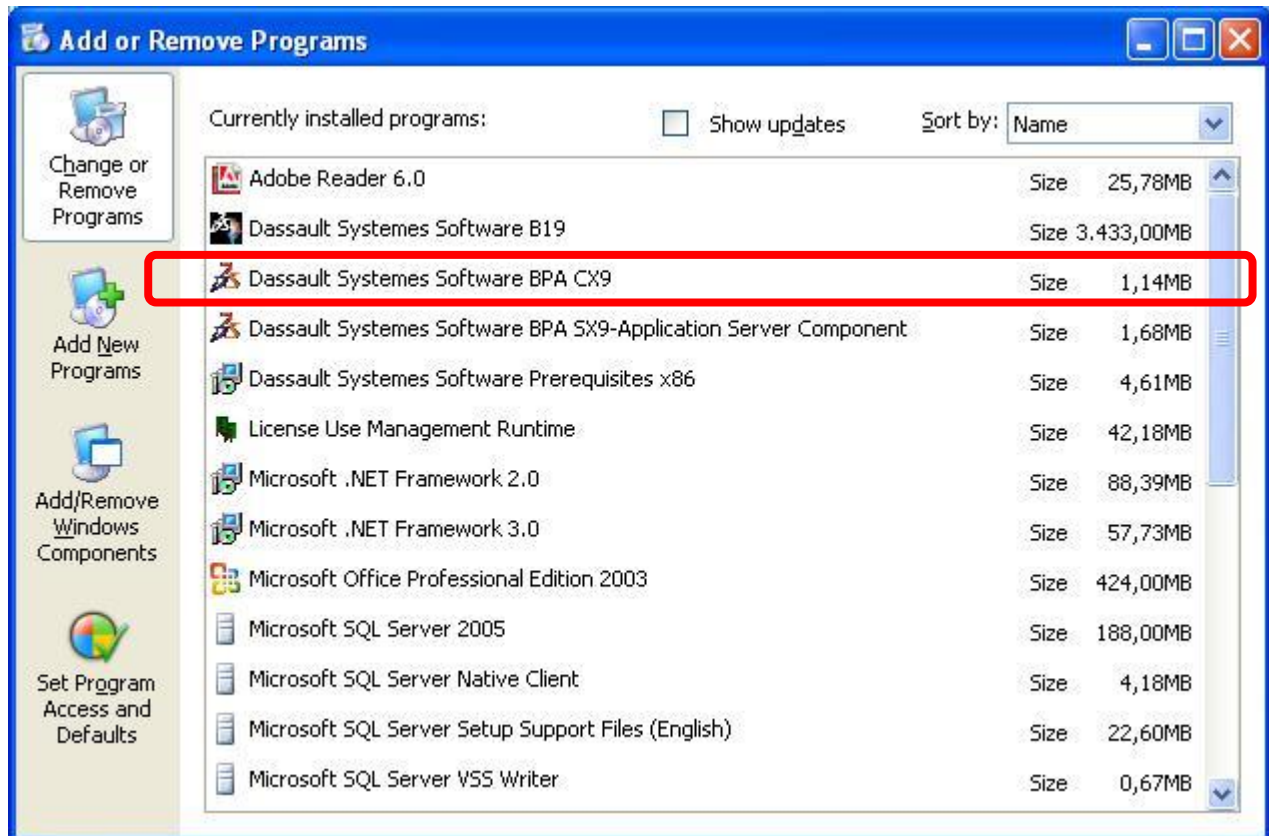 Add or Remove Programs
Change or
Remove
Programs
Add New
Programs
Add/Remove
Windows
Components
Set Program
Access and
Defaults
Currently installed programs: Show updates Sort by: Name
Adobe Reader 6.0 Size 25,78MB
Dassault Systemes Software B19 Size 3.433,00MB
Dassault Systemes Software BPA CX9 Size 1,14MB
Dassault Systemes Software BPA SX9-Application Server Component Size 1,68MB
Dassault Systemes Software Prerequisites x86 Size 4,61MB
License Use Management Runtime Size 42,18MB
Microsoft .NET Framework 2.0 Size 88,39MB
Microsoft .NET Framework 3.0 Size 57,73MB
Microsoft Office Professional Edition 2003 Size 424,00MB
Microsoft SQL Server 2005 Size 188,00MB
Microsoft SQL Server Native Client Size 4,18MB
Microsoft SQL Server Setup Support Files (English) Size 22,60MB
Microsoft SQL Server VSS Writer Size 0,67MB